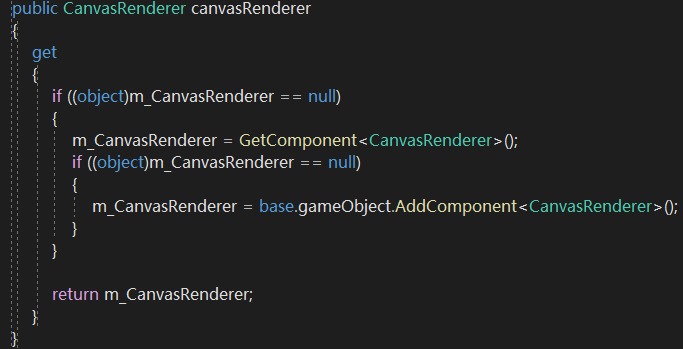 public CanvasRenderer canvasRenderer
{
get
{
if ((object)m_CanvasRenderer == null)
{
m_CanvasRenderer = GetComponent<CanvasRenderer>();
if ((object)m_CanvasRenderer == null)
{
m_CanvasRenderer = base.gameObject.AddComponent<CanvasRenderer>();
}
}
return m_CanvasRenderer;
}
}